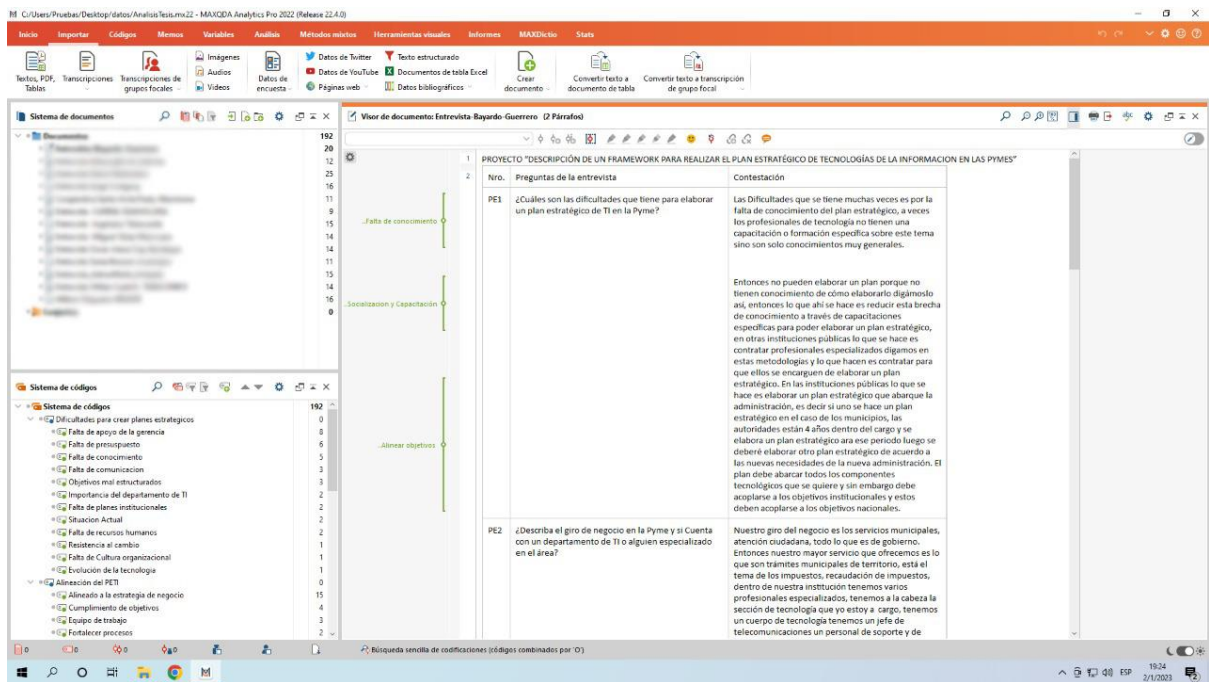 C:/Users/Pruebas/Desktop/datos/AnalisisTesis.mx22 - MAXQDA Analytics Pro 2022 (Release 22.4.0)
Inicio Importar Códigos Memos Variables Análisis Métodos mixtos Herramientas visuales Informes MAXDictio Stats
Textos, PDF, Tablas
Transcripciones
Transcripciones de grupos focales
Imágenes
Audios
Videos
Datos de encuesta
Datos de Twitter
Datos de YouTube
Páginas web
Texto estructurado
Documentos de tabla Excel
Datos bibliográficos
Crear documento
Convertir texto a documento de tabla
Convertir texto a transcripción de grupo focal
Sistema de documentos
192
20
12
25
16
11
9
15
14
14
11
15
14
16
0
Sistema de códigos
Sistema de códigos 192
Dificultades para crear planes estrategicos 0
Falta de apoyo de la gerencia 8
Falta de presuspuesto 6
Falta de conocimiento 5
Falta de comunicacion 3
Objetivos mal estructurados 3
Importancia del departamento de TI 2
Falta de planes institucionales 2
Situacion Actual 2
Falta de recursos humanos 2
Resistencia al cambio 1
Falta de Cultura organizacional 1
Evolución de la tecnologia 1
Alineación del PETI 0
Alineado a la estrategia de negocio 15
Cumplimiento de objetivos 4
Equipo de trabajo 3
Fortalecer procesos 2
Visor de documento: Entrevista-Bayardo-Guerrero (2 Párrafos)
..Falta de conocimiento
..Socializacion y Capacitación
..Alinear objetivos
1 PROYECTO "DESCRIPCIÓN DE UN FRAMEWORK PARA REALIZAR EL PLAN ESTRATÉGICO DE TECNOLOGÍAS DE LA INFORMACION EN LAS PYMES"
2 Nro. Preguntas de la entrevista Contestación
PE1 ¿Cuáles son las dificultades que tiene para elaborar
un plan estratégico de TI en la Pyme?
Las Dificultades que se tiene muchas veces es por la
falta de conocimiento del plan estratégico, a veces
los profesionales de tecnología no tienen una
capacitación o formación específica sobre este tema
sino son solo conocimientos muy generales.
Entonces no pueden elaborar un plan porque no
tienen conocimiento de cómo elaborarlo digámoslo
así, entonces lo que ahí se hace es reducir esta brecha
de conocimiento a través de capacitaciones
específicas para poder elaborar un plan estratégico,
en otras instituciones públicas lo que se hace es
contratar profesionales especializados digamos en
estas metodologías y lo que hacen es contratar para
que ellos se encarguen de elaborar un plan
estratégico. En las instituciones públicas lo que se
hace es elaborar un plan estratégico que abarque la
administración, es decir si uno se hace un plan
estratégico en el caso de los municipios, las
autoridades están 4 años dentro del cargo y se
elabora un plan estratégico ara ese periodo luego se
deberé elaborar otro plan estratégico de acuerdo a
las nuevas necesidades de la nueva administración. El
plan debe abarcar todos los componentes
tecnológicos que se quiere y sin embargo debe
acoplarse a los objetivos institucionales y estos
deben acoplarse a los objetivos nacionales.
PE2 ¿Describa el giro de negocio en la Pyme y si Cuenta
con un departamento de TI o alguien especializado
en el área?
Nuestro giro del negocio es los servicios municipales,
atención ciudadana, todo lo que es de gobierno.
Entonces nuestro mayor servicio que ofrecemos es lo
que son trámites municipales de territorio, está el
tema de los impuestos, recaudación de impuestos,
dentro de nuestra institución tenemos varios
profesionales especializados, tenemos a la cabeza la
sección de tecnología que yo estoy a cargo, tenemos
un cuerpo de tecnología tenemos un jefe de
telecomunicaciones un personal de soporte y de
0 0 0 0
Búsqueda sencilla de codificaciones (códigos combinados por 'O')
ESP
19:24
2/1/2023